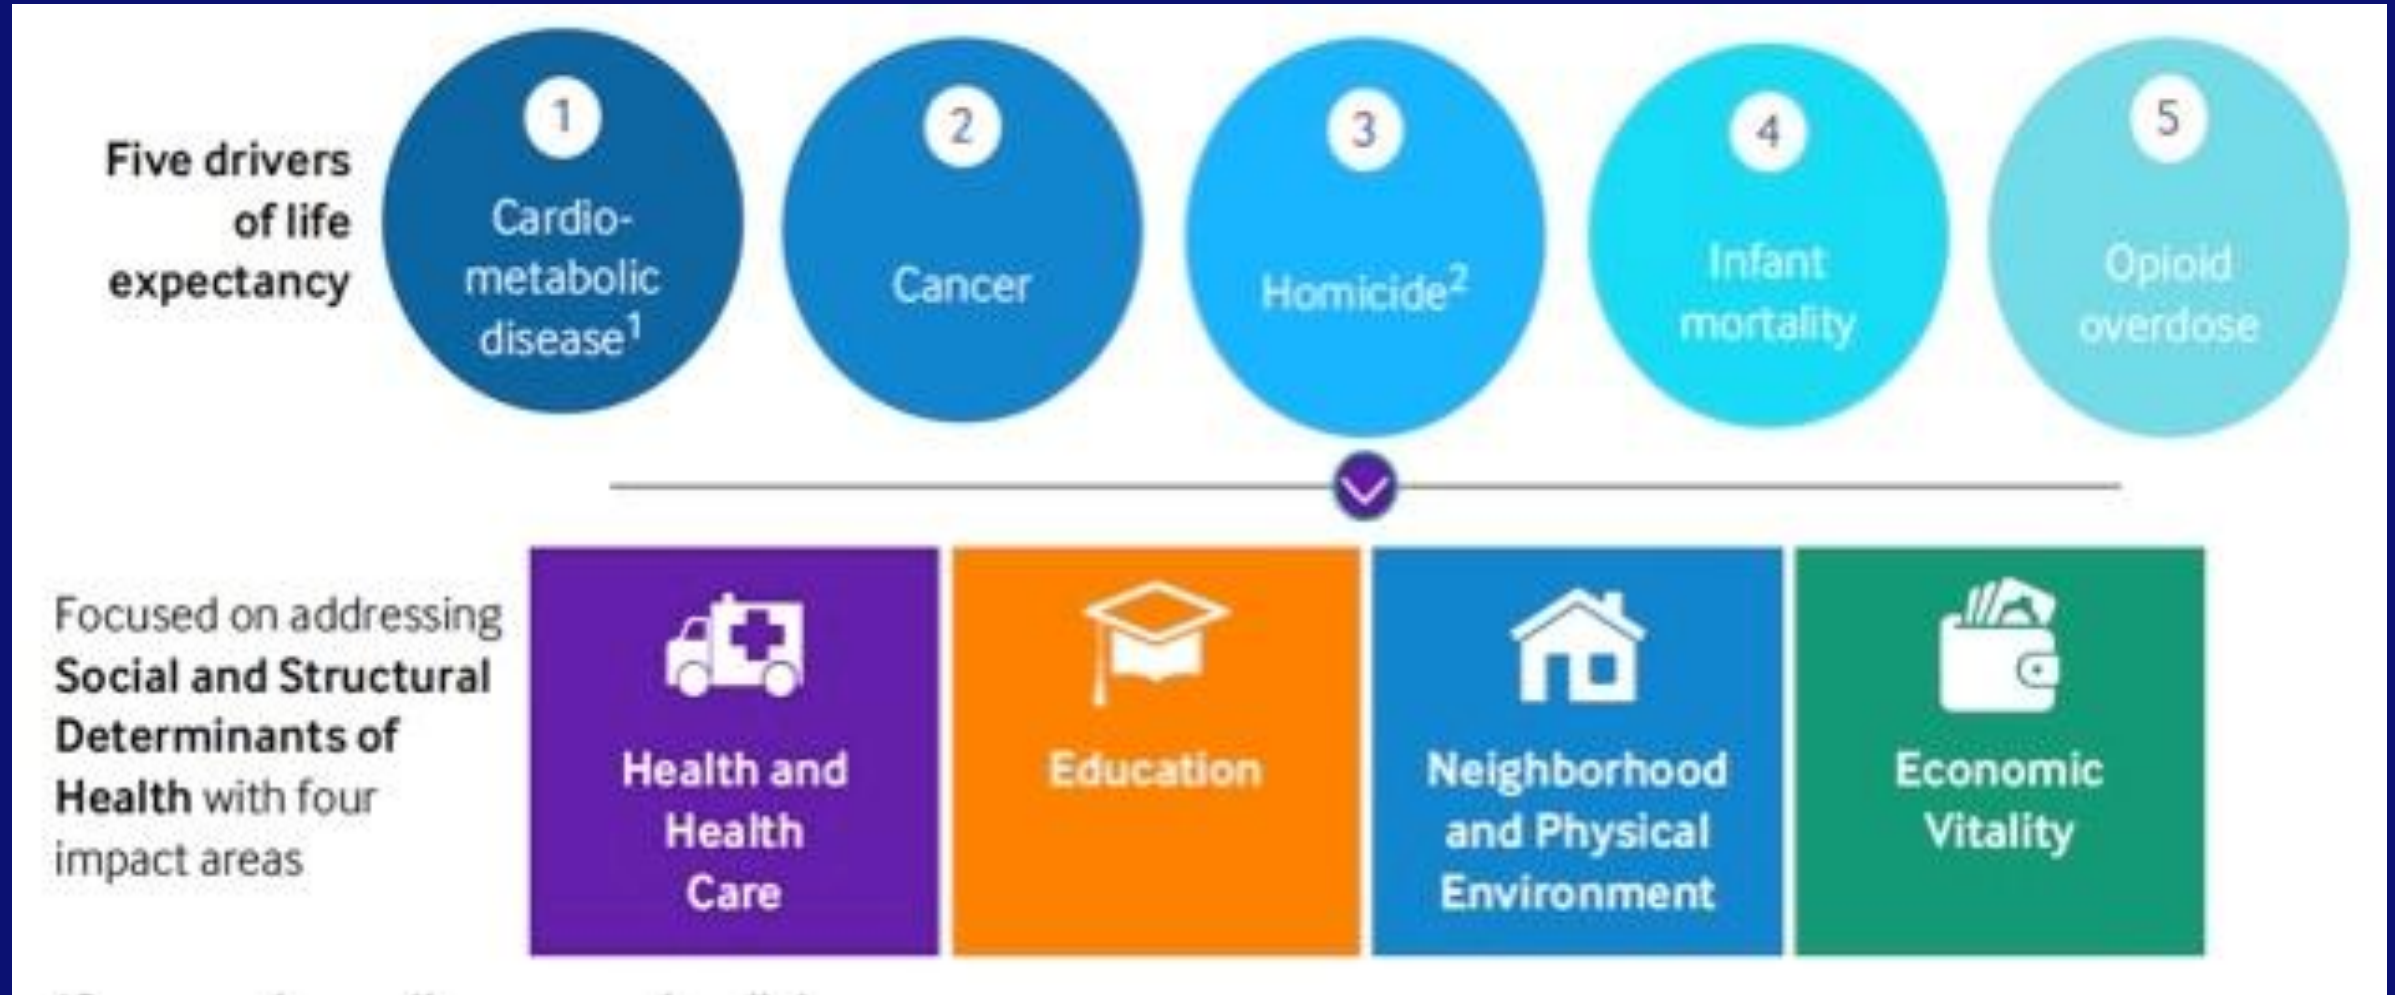 Five drivers
of life
expectancy
1
Cardio-
metabolic
disease1
2
Cancer
3
Homicide2
4
Infant
mortality
5
Opioid
overdose
Focused on addressing
Social and Structural
Determinants of
Health with four
impact areas
Health and
Health
Care
Education
Neighborhood
and Physical
Environment
Economic
Vitality